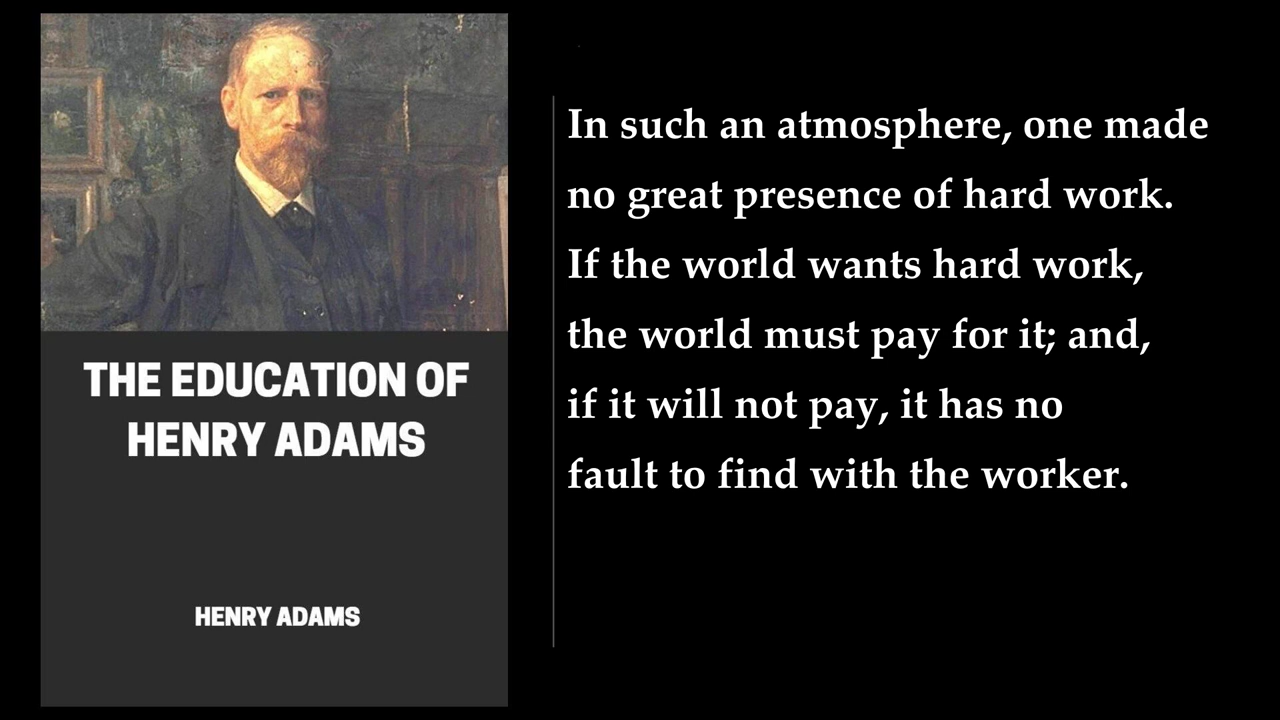 THE EDUCATION OF
HENRY ADAMS
HENRY ADAMS
In such an atmosphere, one made
no great presence of hard work.
If the world wants hard work,
the world must pay for it; and,
if it will not pay, it has no
fault to find with the worker.